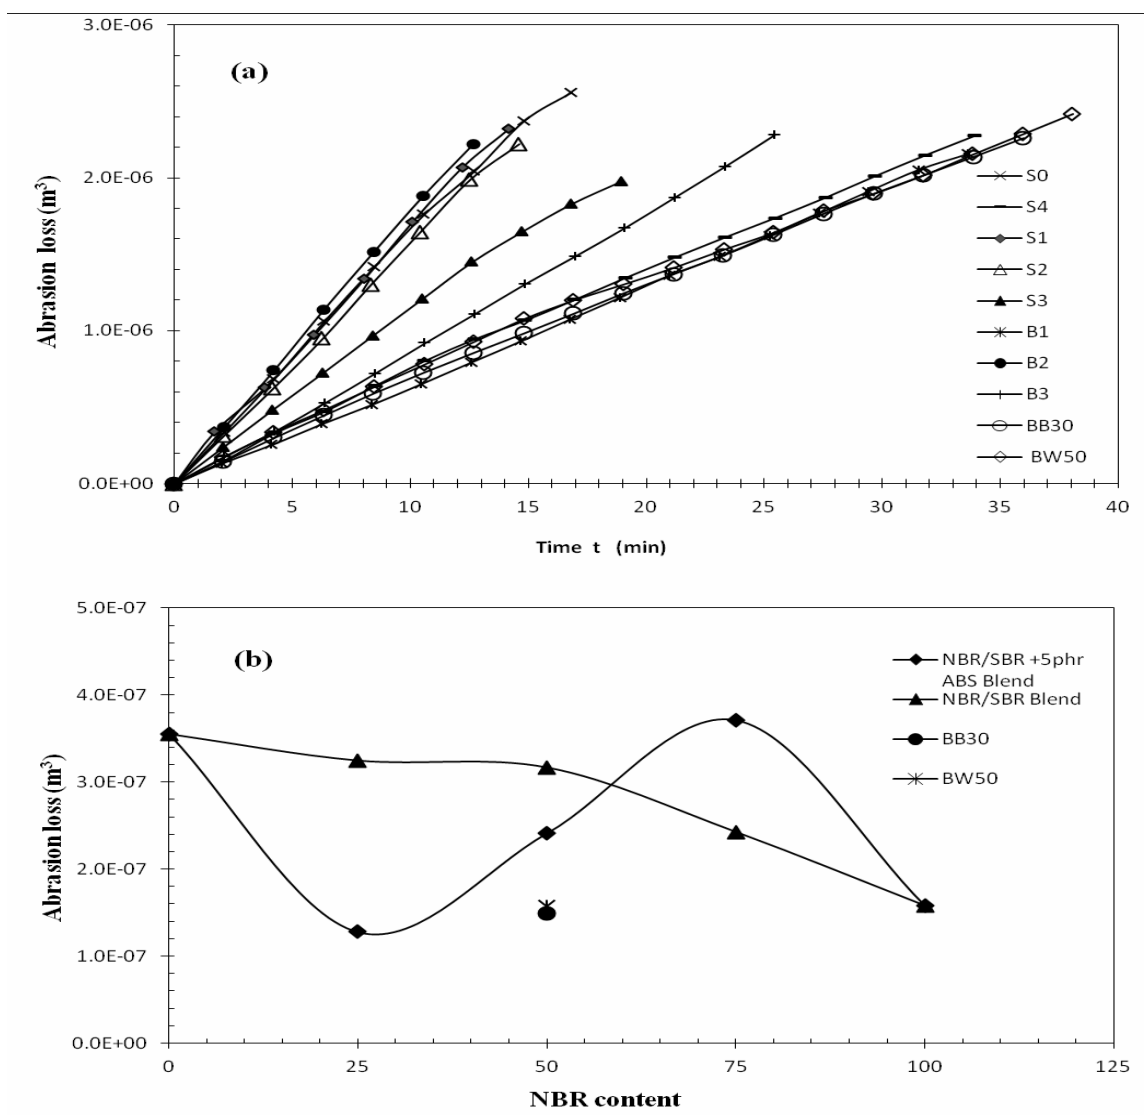 3.0E-06
(a)
2.0E-06
1.0E-06
0.0E+00
Abrasion loss (m³)
S0
S4
S1
S2
S3
B1
B2
B3
BB30
BW50
0 5 10 15 20 25 30 35 40
Time t (min)
5.0E-07
(b)
4.0E-07
3.0E-07
2.0E-07
1.0E-07
0.0E+00
Abrasion loss (m³)
NBR/SBR +5phr
ABS Blend
NBR/SBR Blend
BB30
BW50
0 25 50 75 100 125
NBR content